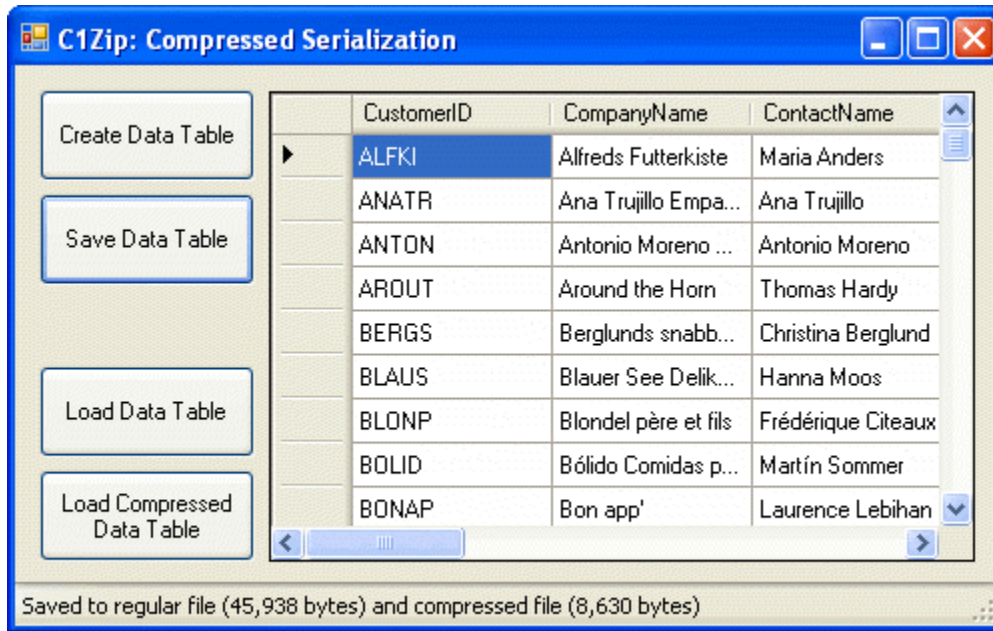 C1Zip: Compressed Serialization
Create Data Table
Save Data Table
Load Data Table
Load Compressed
Data Table
CustomerID CompanyName ContactName
ALFKI Alfreds Futterkiste Maria Anders
ANATR Ana Trujillo Empa... Ana Trujillo
ANTON Antonio Moreno ... Antonio Moreno
AROUT Around the Horn Thomas Hardy
BERGS Berglunds snabb... Christina Berglund
BLAUS Blauer See Delik... Hanna Moos
BLONP Blondel père et fils Frédérique Citeaux
BOLID Bólido Comidas p... Martín Sommer
BONAP Bon app' Laurence Lebihan
Saved to regular file (45,938 bytes) and compressed file (8,630 bytes)